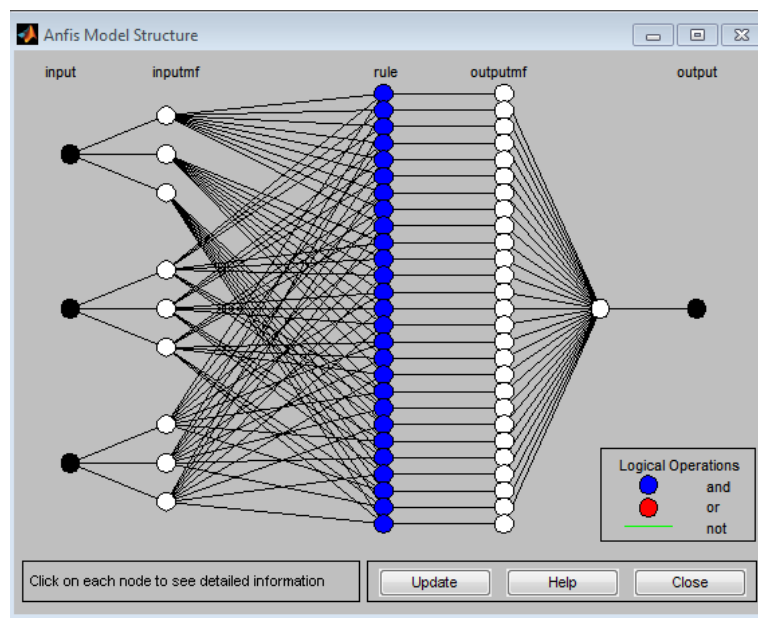 Anfis Model Structure
input inputmf rule outputmf output
Logical Operations
and
or
not
Click on each node to see detailed information
Update Help Close